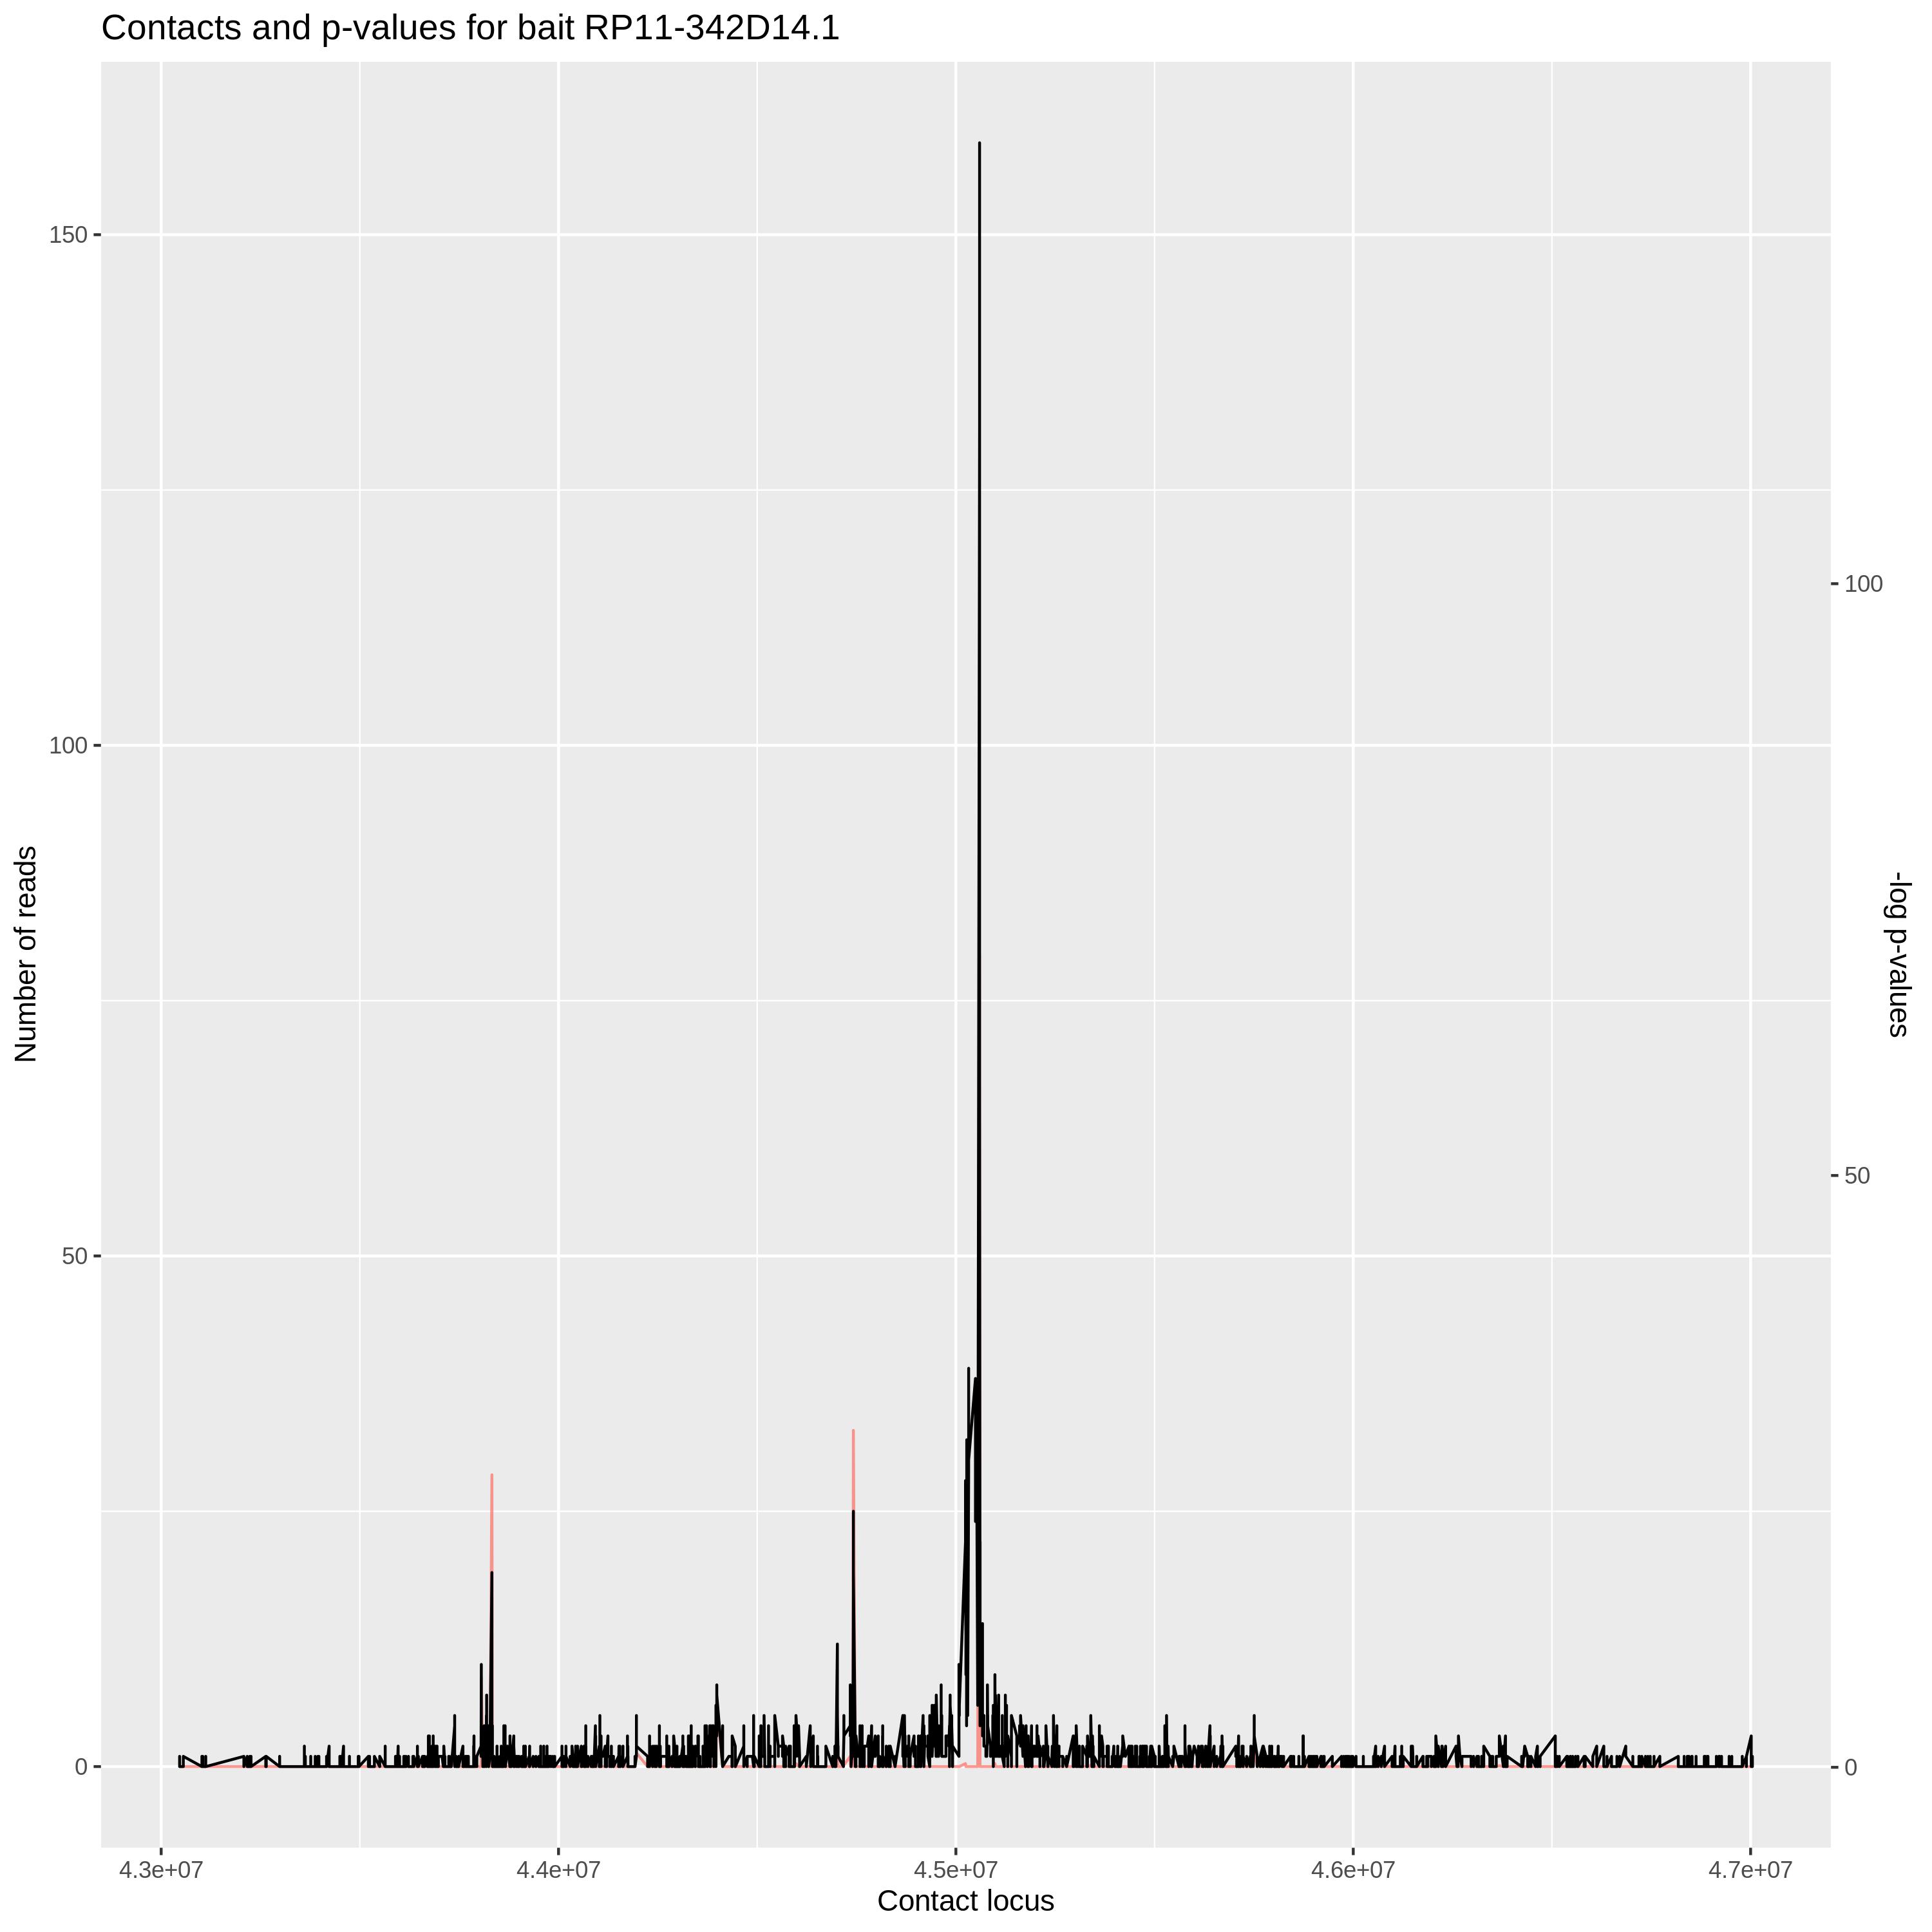 Contacts and p-values for bait RP11-342D14.1
150
100
50
0
Number of reads
100
50
0
-log p-values
4.3e+07 4.4e+07 4.5e+07 4.6e+07 4.7e+07
Contact locus